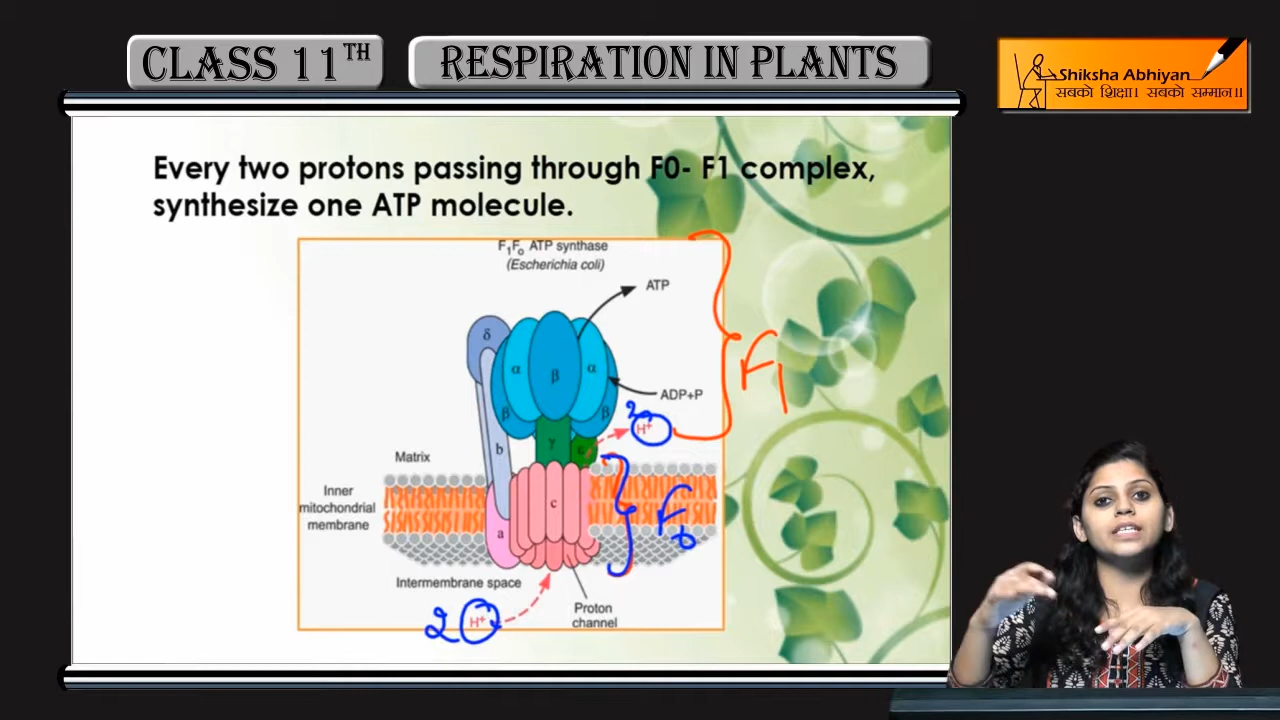 CLASS 11TH
RESPIRATION IN PLANTS
Shiksha Abhiyan
सबको शिक्षा। सबको सम्मान॥
Every two protons passing through F0- F1 complex,
synthesize one ATP molecule.
F1Fo ATP synthase
(Escherichia coli)
ATP
δ
α
β
α
ADP+P
β
β
H+
F1
γ
ε
b
Matrix
Inner
mitochondrial
membrane
c
F0
a
Intermembrane space
2 H+
Proton
channel